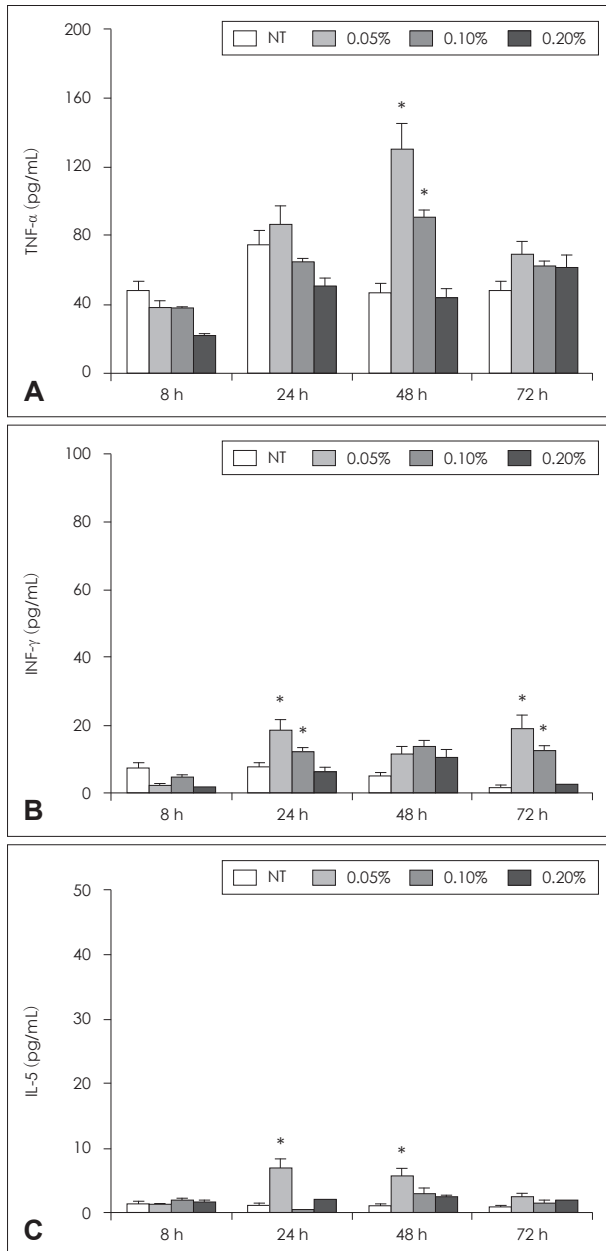 NT 0.05% 0.10% 0.20%
TNF-α (pg/mL)
200
160
120
80
40
0
* *
8 h 24 h 48 h 72 h
A
NT 0.05% 0.10% 0.20%
INF-γ (pg/mL)
100
80
60
40
20
0
* * * *
8 h 24 h 48 h 72 h
B
NT 0.05% 0.10% 0.20%
IL-5 (pg/mL)
50
40
30
20
10
0
* *
8 h 24 h 48 h 72 h
C